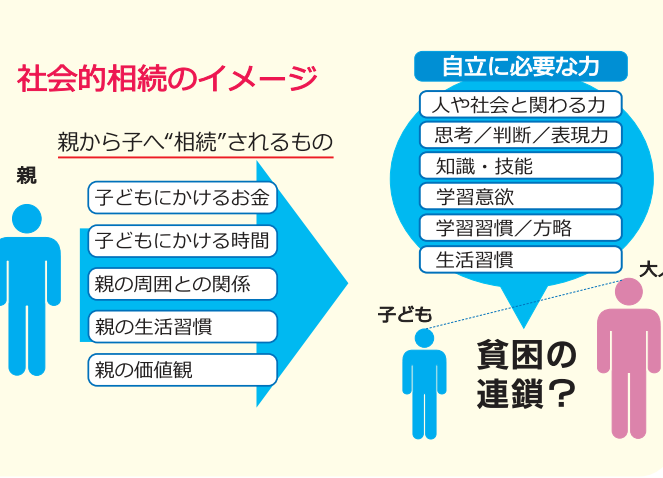 社会的相続のイメージ
親から子へ“相続”されるもの
親
子どもにかけるお金
子どもにかける時間
親の周囲との関係
親の生活習慣
親の価値観
自立に必要な力
人や社会と関わる力
思考／判断／表現力
知識・技能
学習意欲
学習習慣／方略
生活習慣
子ども
大人
貧困の
連鎖？